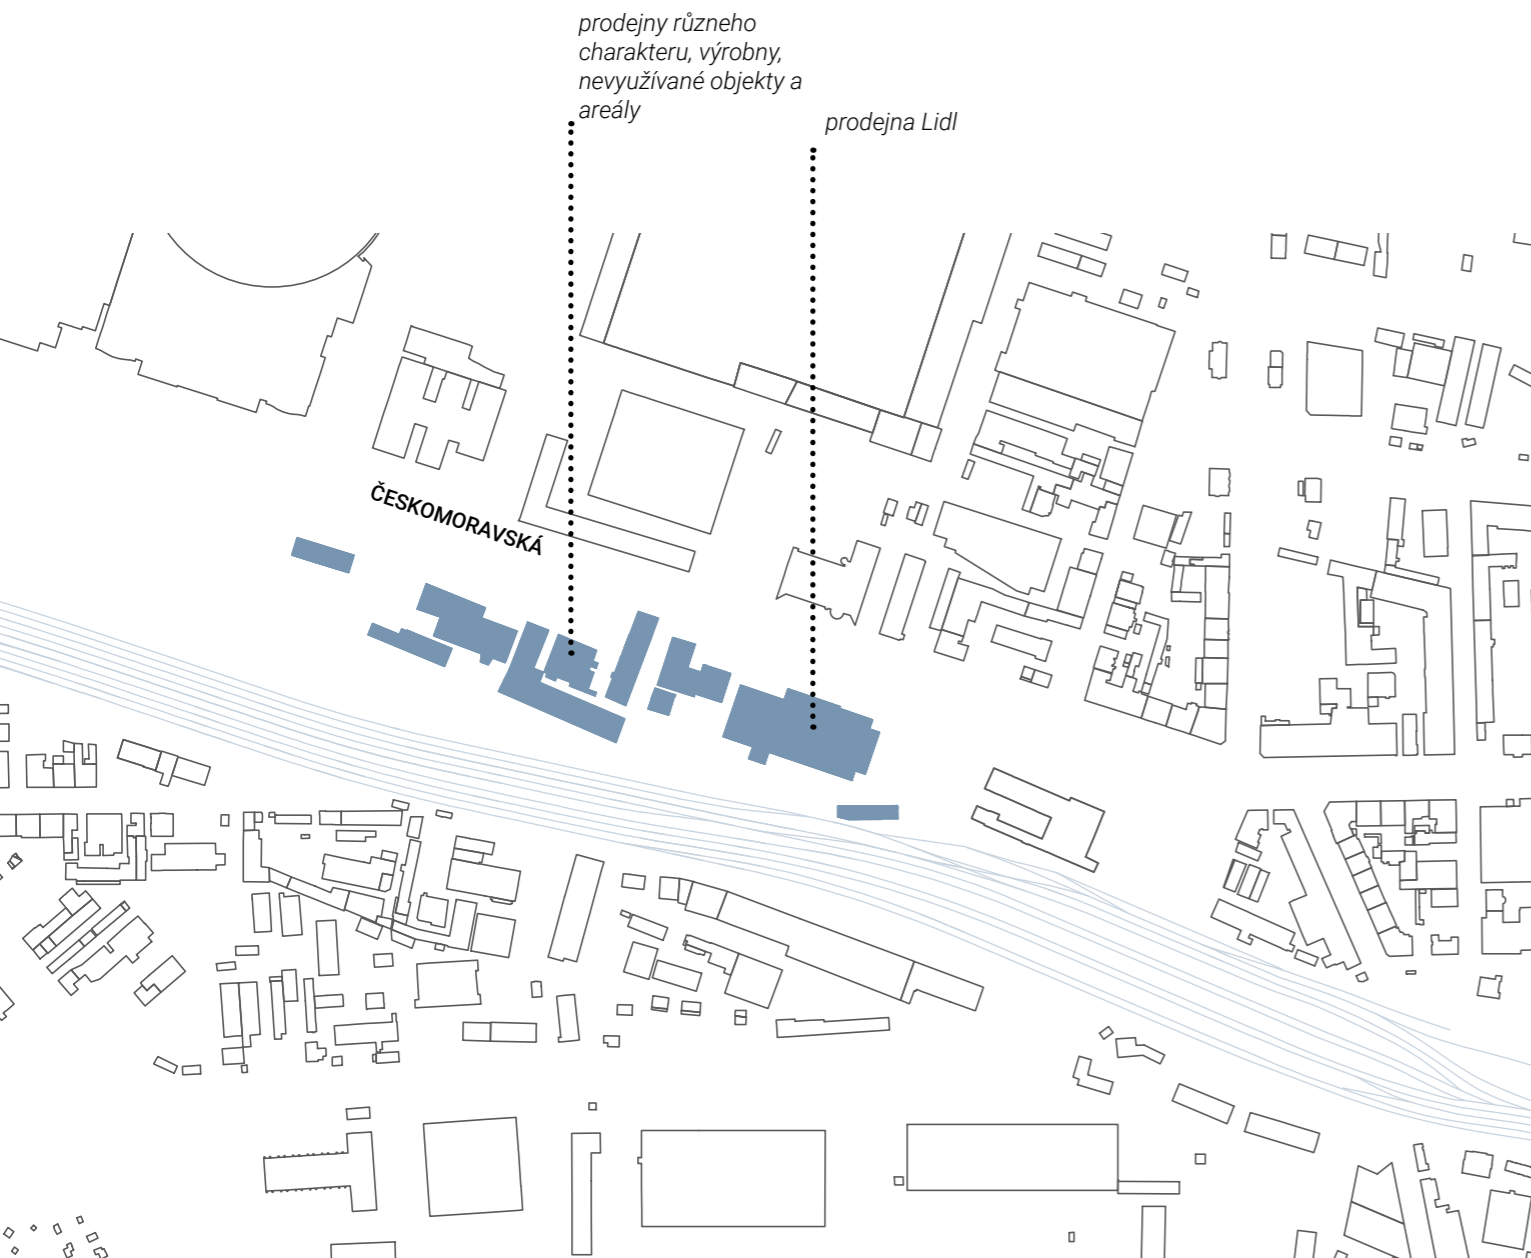 prodejny různeho
charakteru, výrobny,
nevyužívané objekty a
areály
prodejna Lidl
ČESKOMORAVSKÁ